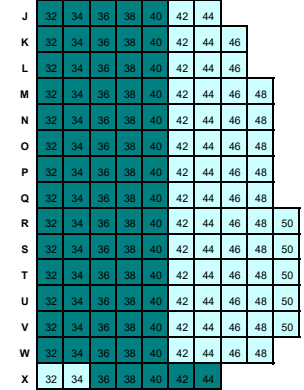 J 32 34 36 38 40 42 44
K 32 34 36 38 40 42 44 46
L 32 34 36 38 40 42 44 46
M 32 34 36 38 40 42 44 46 48
N 32 34 36 38 40 42 44 46 48
O 32 34 36 38 40 42 44 46 48
P 32 34 36 38 40 42 44 46 48
Q 32 34 36 38 40 42 44 46 48
R 32 34 36 38 40 42 44 46 48 50
S 32 34 36 38 40 42 44 46 48 50
T 32 34 36 38 40 42 44 46 48 50
U 32 34 36 38 40 42 44 46 48 50
V 32 34 36 38 40 42 44 46 48 50
W 32 34 36 38 40 42 44 46 48
X 32 34 36 38 40 42 44